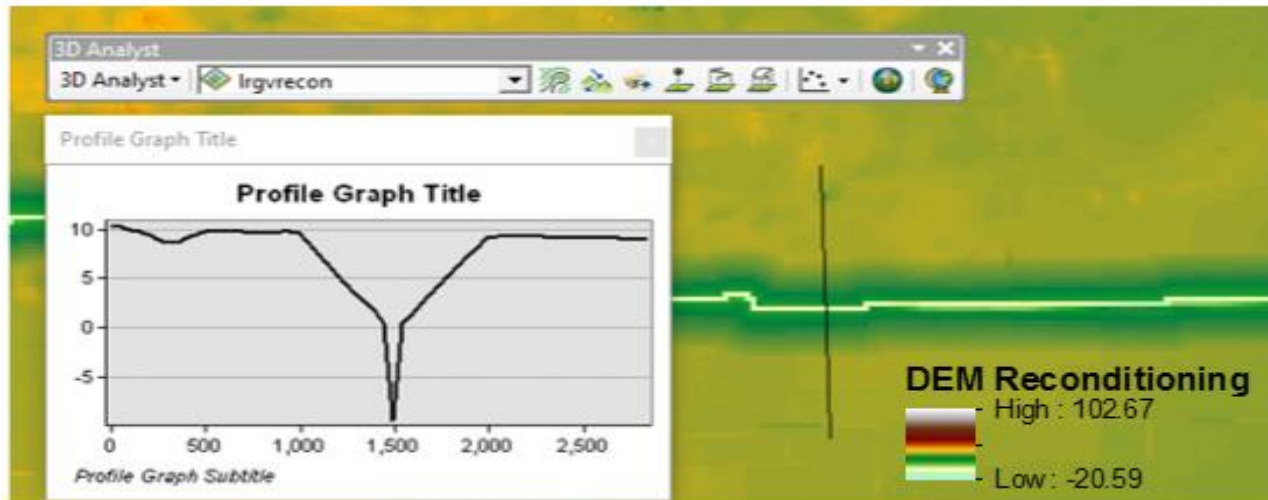 3D Analyst
3D Analyst lrgvrecon
Profile Graph Title
Profile Graph Title
10
5
0
-5
0 500 1,000 1,500 2,000 2,500
Profile Graph Subtitle
DEM Reconditioning
High : 102.67
Low : -20.59